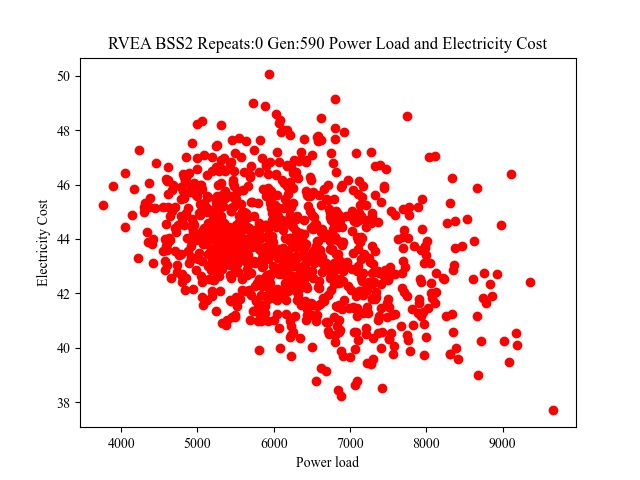 RVEA BSS2 Repeats:0 Gen:590 Power Load and Electricity Cost
50
48
46
44
42
40
38
Electricity Cost
4000 5000 6000 7000 8000 9000
Power load